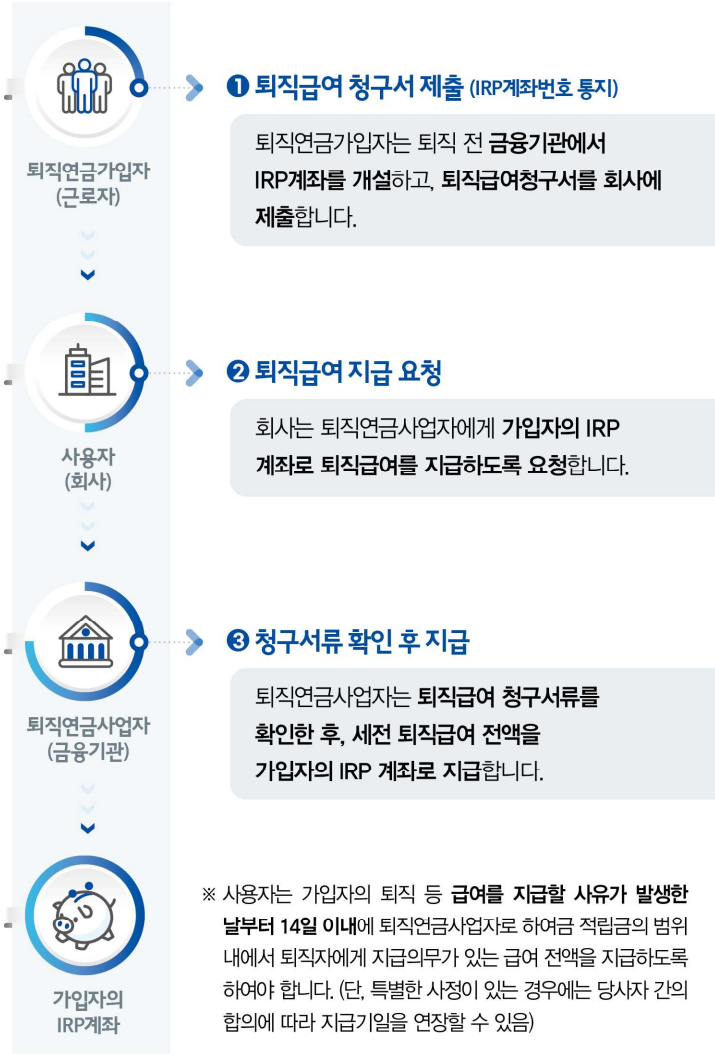 ❶ 퇴직급여 청구서 제출 (IRP계좌번호 통지)
퇴직연금가입자는 퇴직 전 금융기관에서
IRP계좌를 개설하고, 퇴직급여청구서를 회사에
제출합니다.
퇴직연금가입자
(근로자)
❷ 퇴직급여 지급 요청
회사는 퇴직연금사업자에게 가입자의 IRP
계좌로 퇴직급여를 지급하도록 요청합니다.
사용자
(회사)
❸ 청구서류 확인 후 지급
퇴직연금사업자는 퇴직급여 청구서류를
확인한 후, 세전 퇴직급여 전액을
가입자의 IRP 계좌로 지급합니다.
퇴직연금사업자
(금융기관)
※ 사용자는 가입자의 퇴직 등 급여를 지급할 사유가 발생한
날부터 14일 이내에 퇴직연금사업자로 하여금 적립금의 범위
내에서 퇴직자에게 지급의무가 있는 급여 전액을 지급하도록
하여야 합니다. (단, 특별한 사정이 있는 경우에는 당사자 간의
합의에 따라 지급기일을 연장할 수 있음)
가입자의
IRP계좌